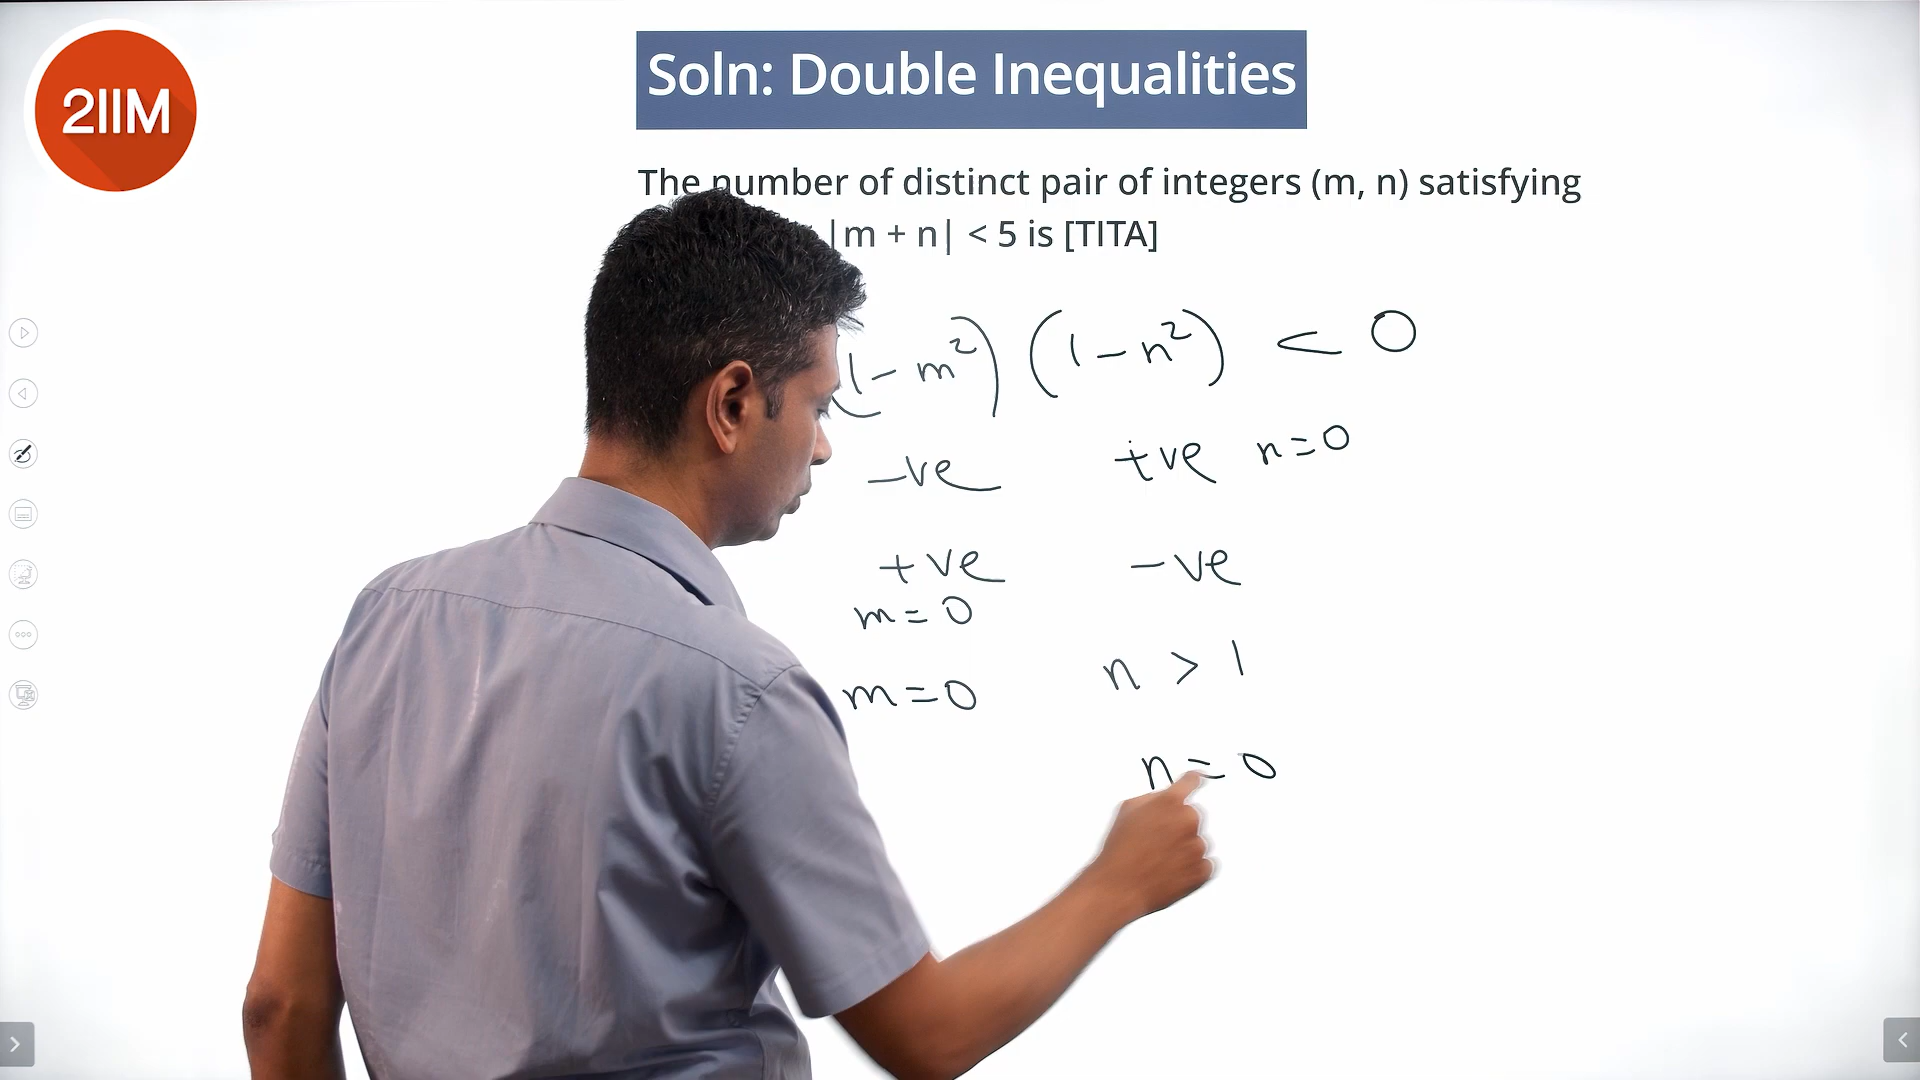 2IIM
Soln: Double Inequalities
The number of distinct pair of integers (m, n) satisfying
|m + n| < 5 is [TITA]
(1 - m²) (1 - n²) < 0
-ve +ve n = 0
+ve -ve
m = 0
n > 1
m = 0
n = 0